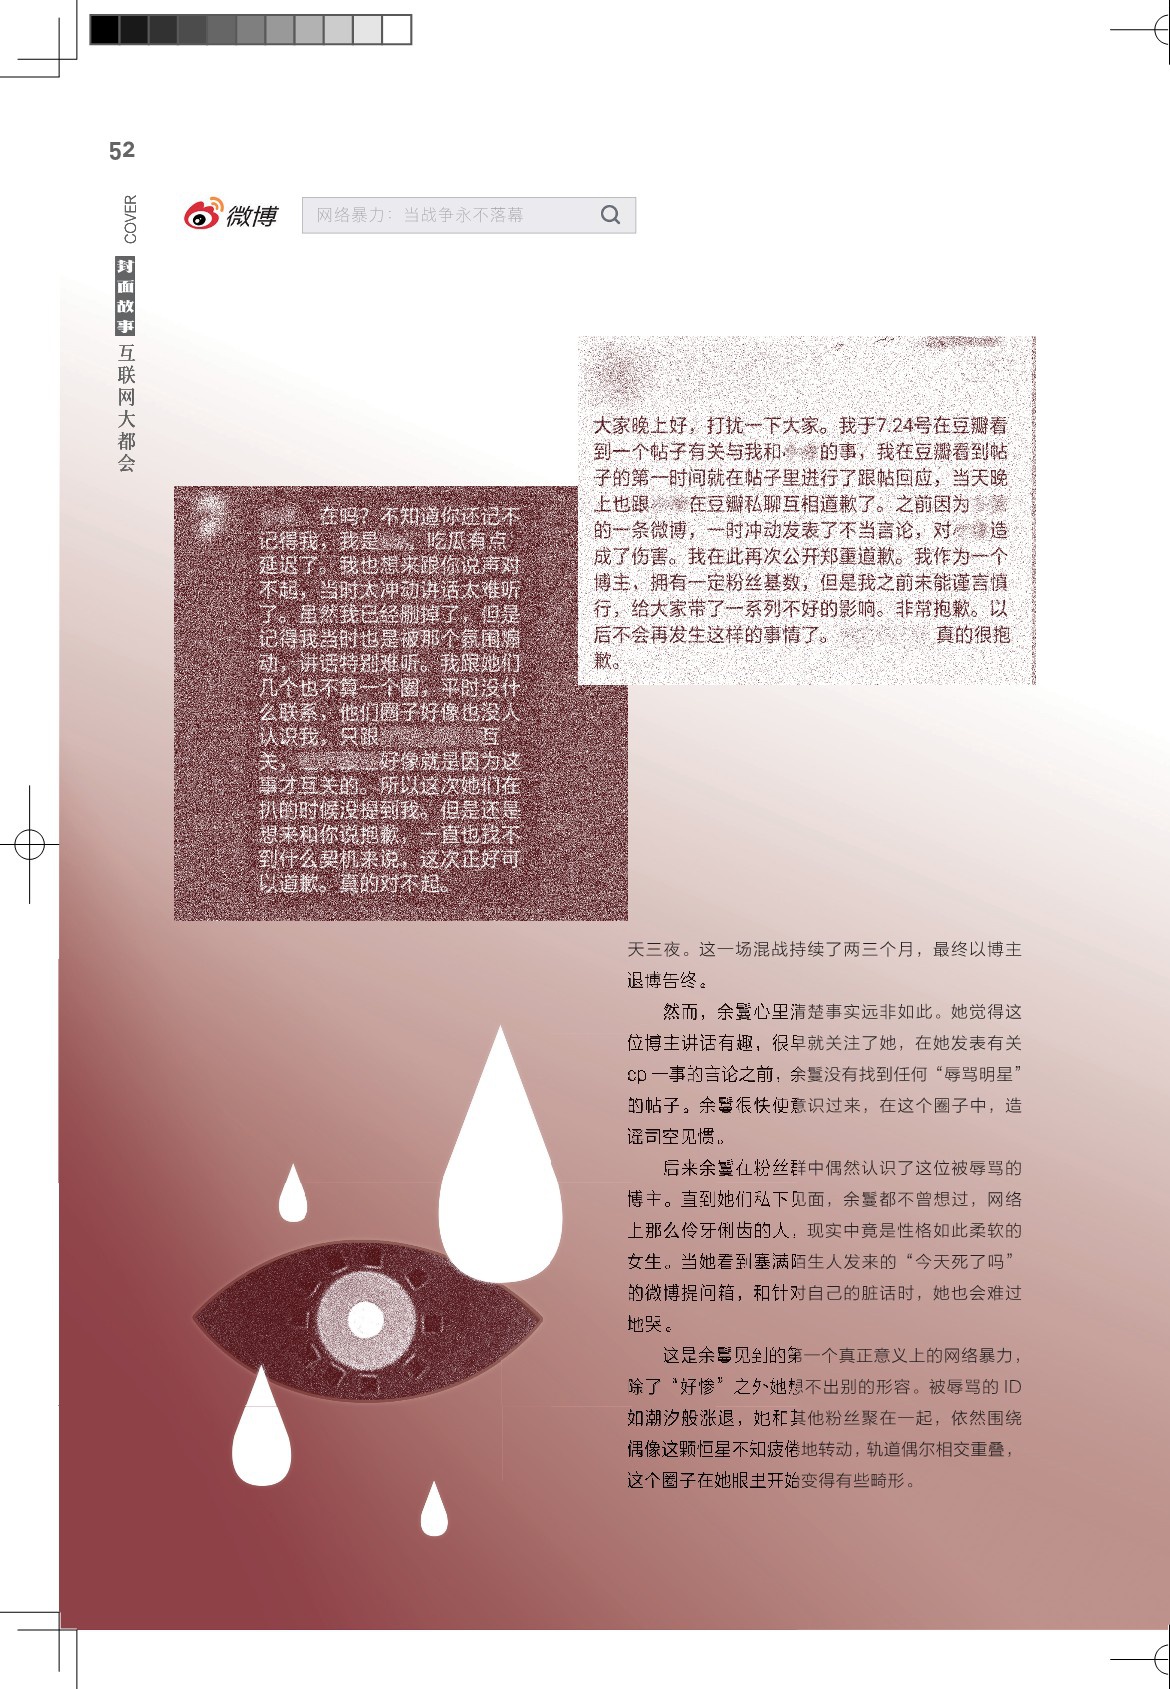 52
COVER
封面故事
互联网大都会
微博
网络暴力：当战争永不落幕
大家晚上好，打扰一下大家。我于7.24号在豆瓣看
到一个帖子有关与我和 的事，我在豆瓣看到帖
子的第一时间就在帖子里进行了跟帖回应，当天晚
上也跟 在豆瓣私聊互相道歉了。之前因为
的一条微博，一时冲动发表了不当言论，对 造
成了伤害。我在此再次公开郑重道歉。我作为一个
博主，拥有一定粉丝基数，但是我之前未能谨言慎
行，给大家带了一系列不好的影响。非常抱歉。以
后不会再发生这样的事情了。 真的很抱
歉。
在吗？不知道你还记不
记得我，我是 ，吃瓜有点
延迟了。我也想来跟你说声对
不起，当时太冲动讲话太难听
了。虽然我已经删掉了，但是
记得我当时也是被那个氛围煽
动，讲话特别难听。我跟她们
几个也不算一个圈，平时没什
么联系，他们圈子好像也没人
认识我，只跟 互
关， 好像就是因为这
事才互关的。所以这次她们在
扒的时候没提到我。但是还是
想来和你说抱歉，一直也找不
到什么契机来说，这次正好可
以道歉。真的对不起。
天三夜。这一场混战持续了两三个月，最终以博主
退博告终。
然而，余鬘心里清楚事实远非如此。她觉得这
位博主讲话有趣，很早就关注了她，在她发表有关
cp 一事的言论之前，余鬘没有找到任何“辱骂明星”
的帖子。余鬘很快便意识过来，在这个圈子中，造
谣司空见惯。
后来余鬘在粉丝群中偶然认识了这位被辱骂的
博主。直到她们私下见面，余鬘都不曾想过，网络
上那么伶牙俐齿的人，现实中竟是性格如此柔软的
女生。当她看到塞满陌生人发来的“今天死了吗”
的微博提问箱，和针对自己的脏话时，她也会难过
地哭。
这是余鬘见到的第一个真正意义上的网络暴力，
除了“好惨”之外她想不出别的形容。被辱骂的 ID
如潮汐般涨退，她和其他粉丝聚在一起，依然围绕
偶像这颗恒星不知疲倦地转动，轨道偶尔相交重叠，
这个圈子在她眼里开始变得有些畸形。